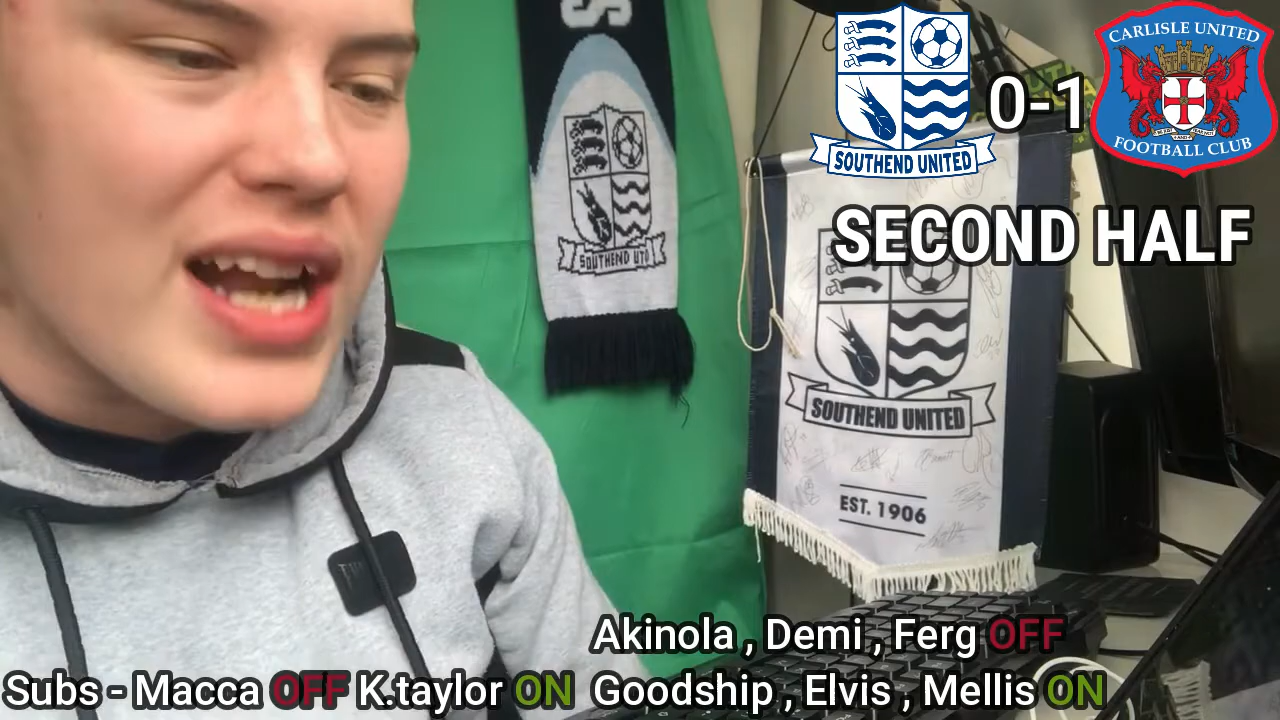 S
SOUTHEND UTD
SOUTHEND UNITED
0-1
CARLISLE UNITED
FOOTBALL CLUB
SECOND HALF
SOUTHEND UNITED
EST. 1906
Akinola , Demi , Ferg OFF
Subs - Macca OFF K.taylor ON Goodship , Elvis , Mellis ON